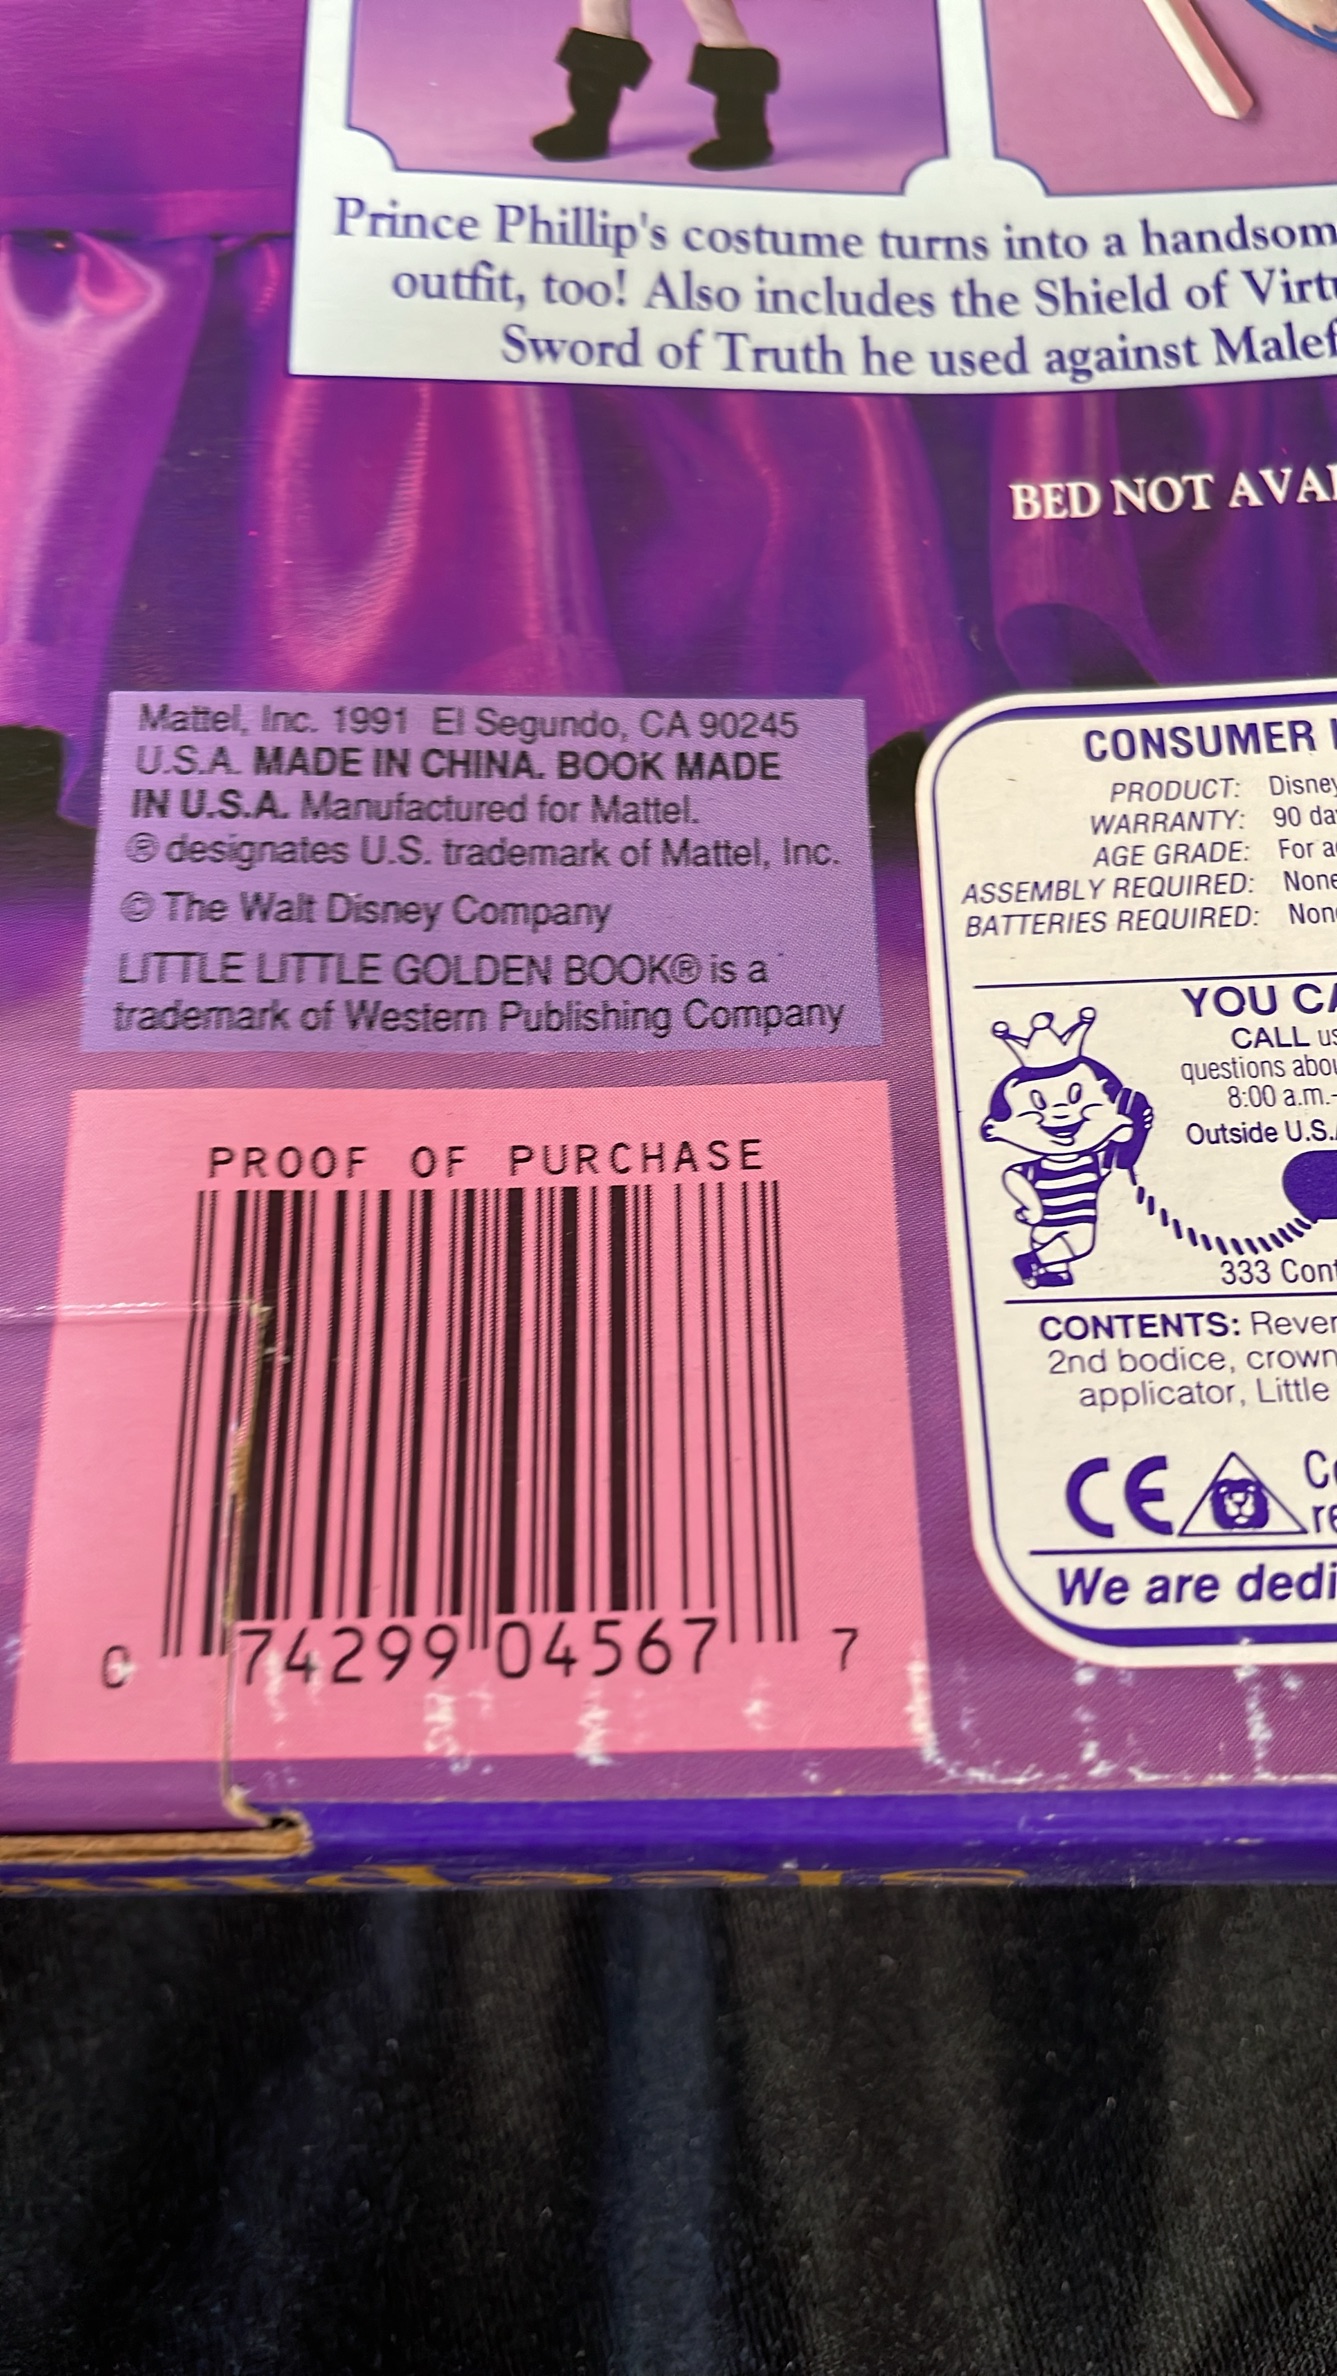 Prince Phillip's costume turns into a handsom
outfit, too! Also includes the Shield of Virt
Sword of Truth he used against Malef
BED NOT AVAI
Mattel, Inc. 1991 El Segundo, CA 90245
U.S.A. MADE IN CHINA. BOOK MADE
IN U.S.A. Manufactured for Mattel.
® designates U.S. trademark of Mattel, Inc.
© The Walt Disney Company
LITTLE LITTLE GOLDEN BOOK® is a
trademark of Western Publishing Company
PROOF OF PURCHASE
0 74299 04567 7
CONSUMER
PRODUCT: Disney
WARRANTY: 90 da
AGE GRADE: For a
ASSEMBLY REQUIRED: None
BATTERIES REQUIRED: Non
YOU CA
CALL us
questions abou
8:00 a.m.-
Outside U.S.
333 Cont
CONTENTS: Rever
2nd bodice, crown
applicator, Little
CE
We are dedi